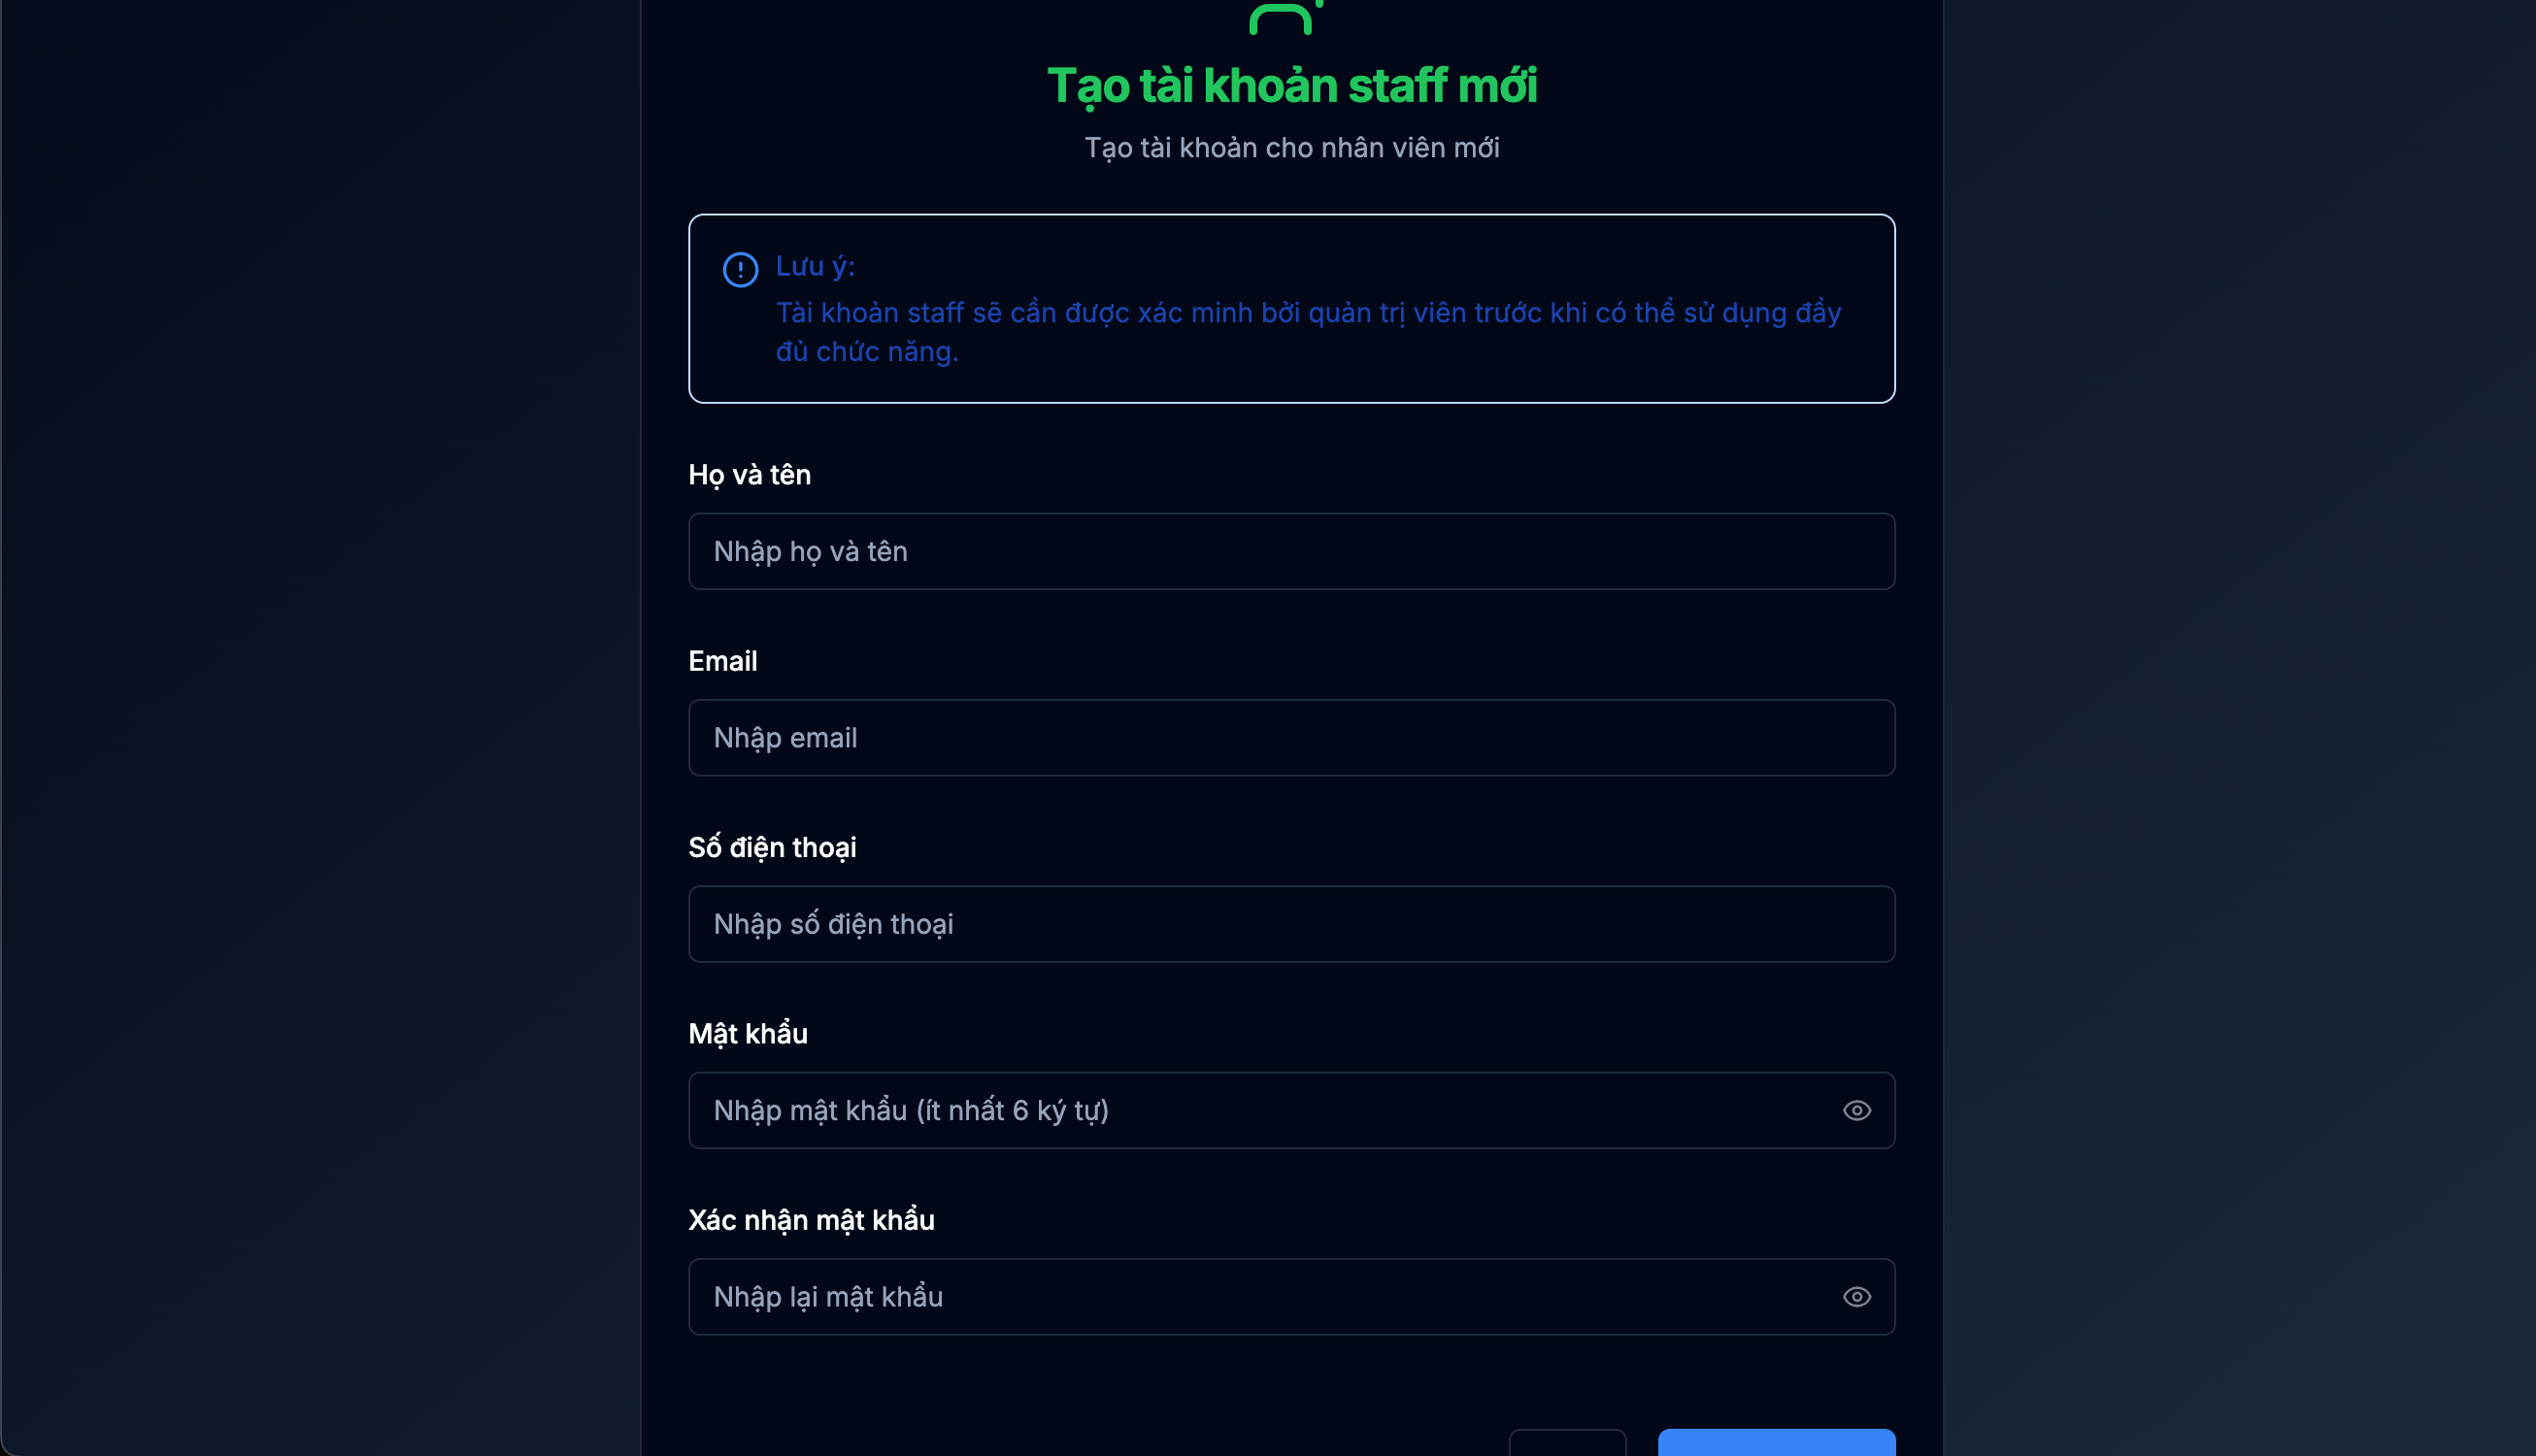 Tạo tài khoản staff mới
Tạo tài khoản cho nhân viên mới
Lưu ý:
Tài khoản staff sẽ cần được xác minh bởi quản trị viên trước khi có thể sử dụng đầy
đủ chức năng.
Họ và tên
Nhập họ và tên
Email
Nhập email
Số điện thoại
Nhập số điện thoại
Mật khẩu
Nhập mật khẩu (ít nhất 6 ký tự)
Xác nhận mật khẩu
Nhập lại mật khẩu